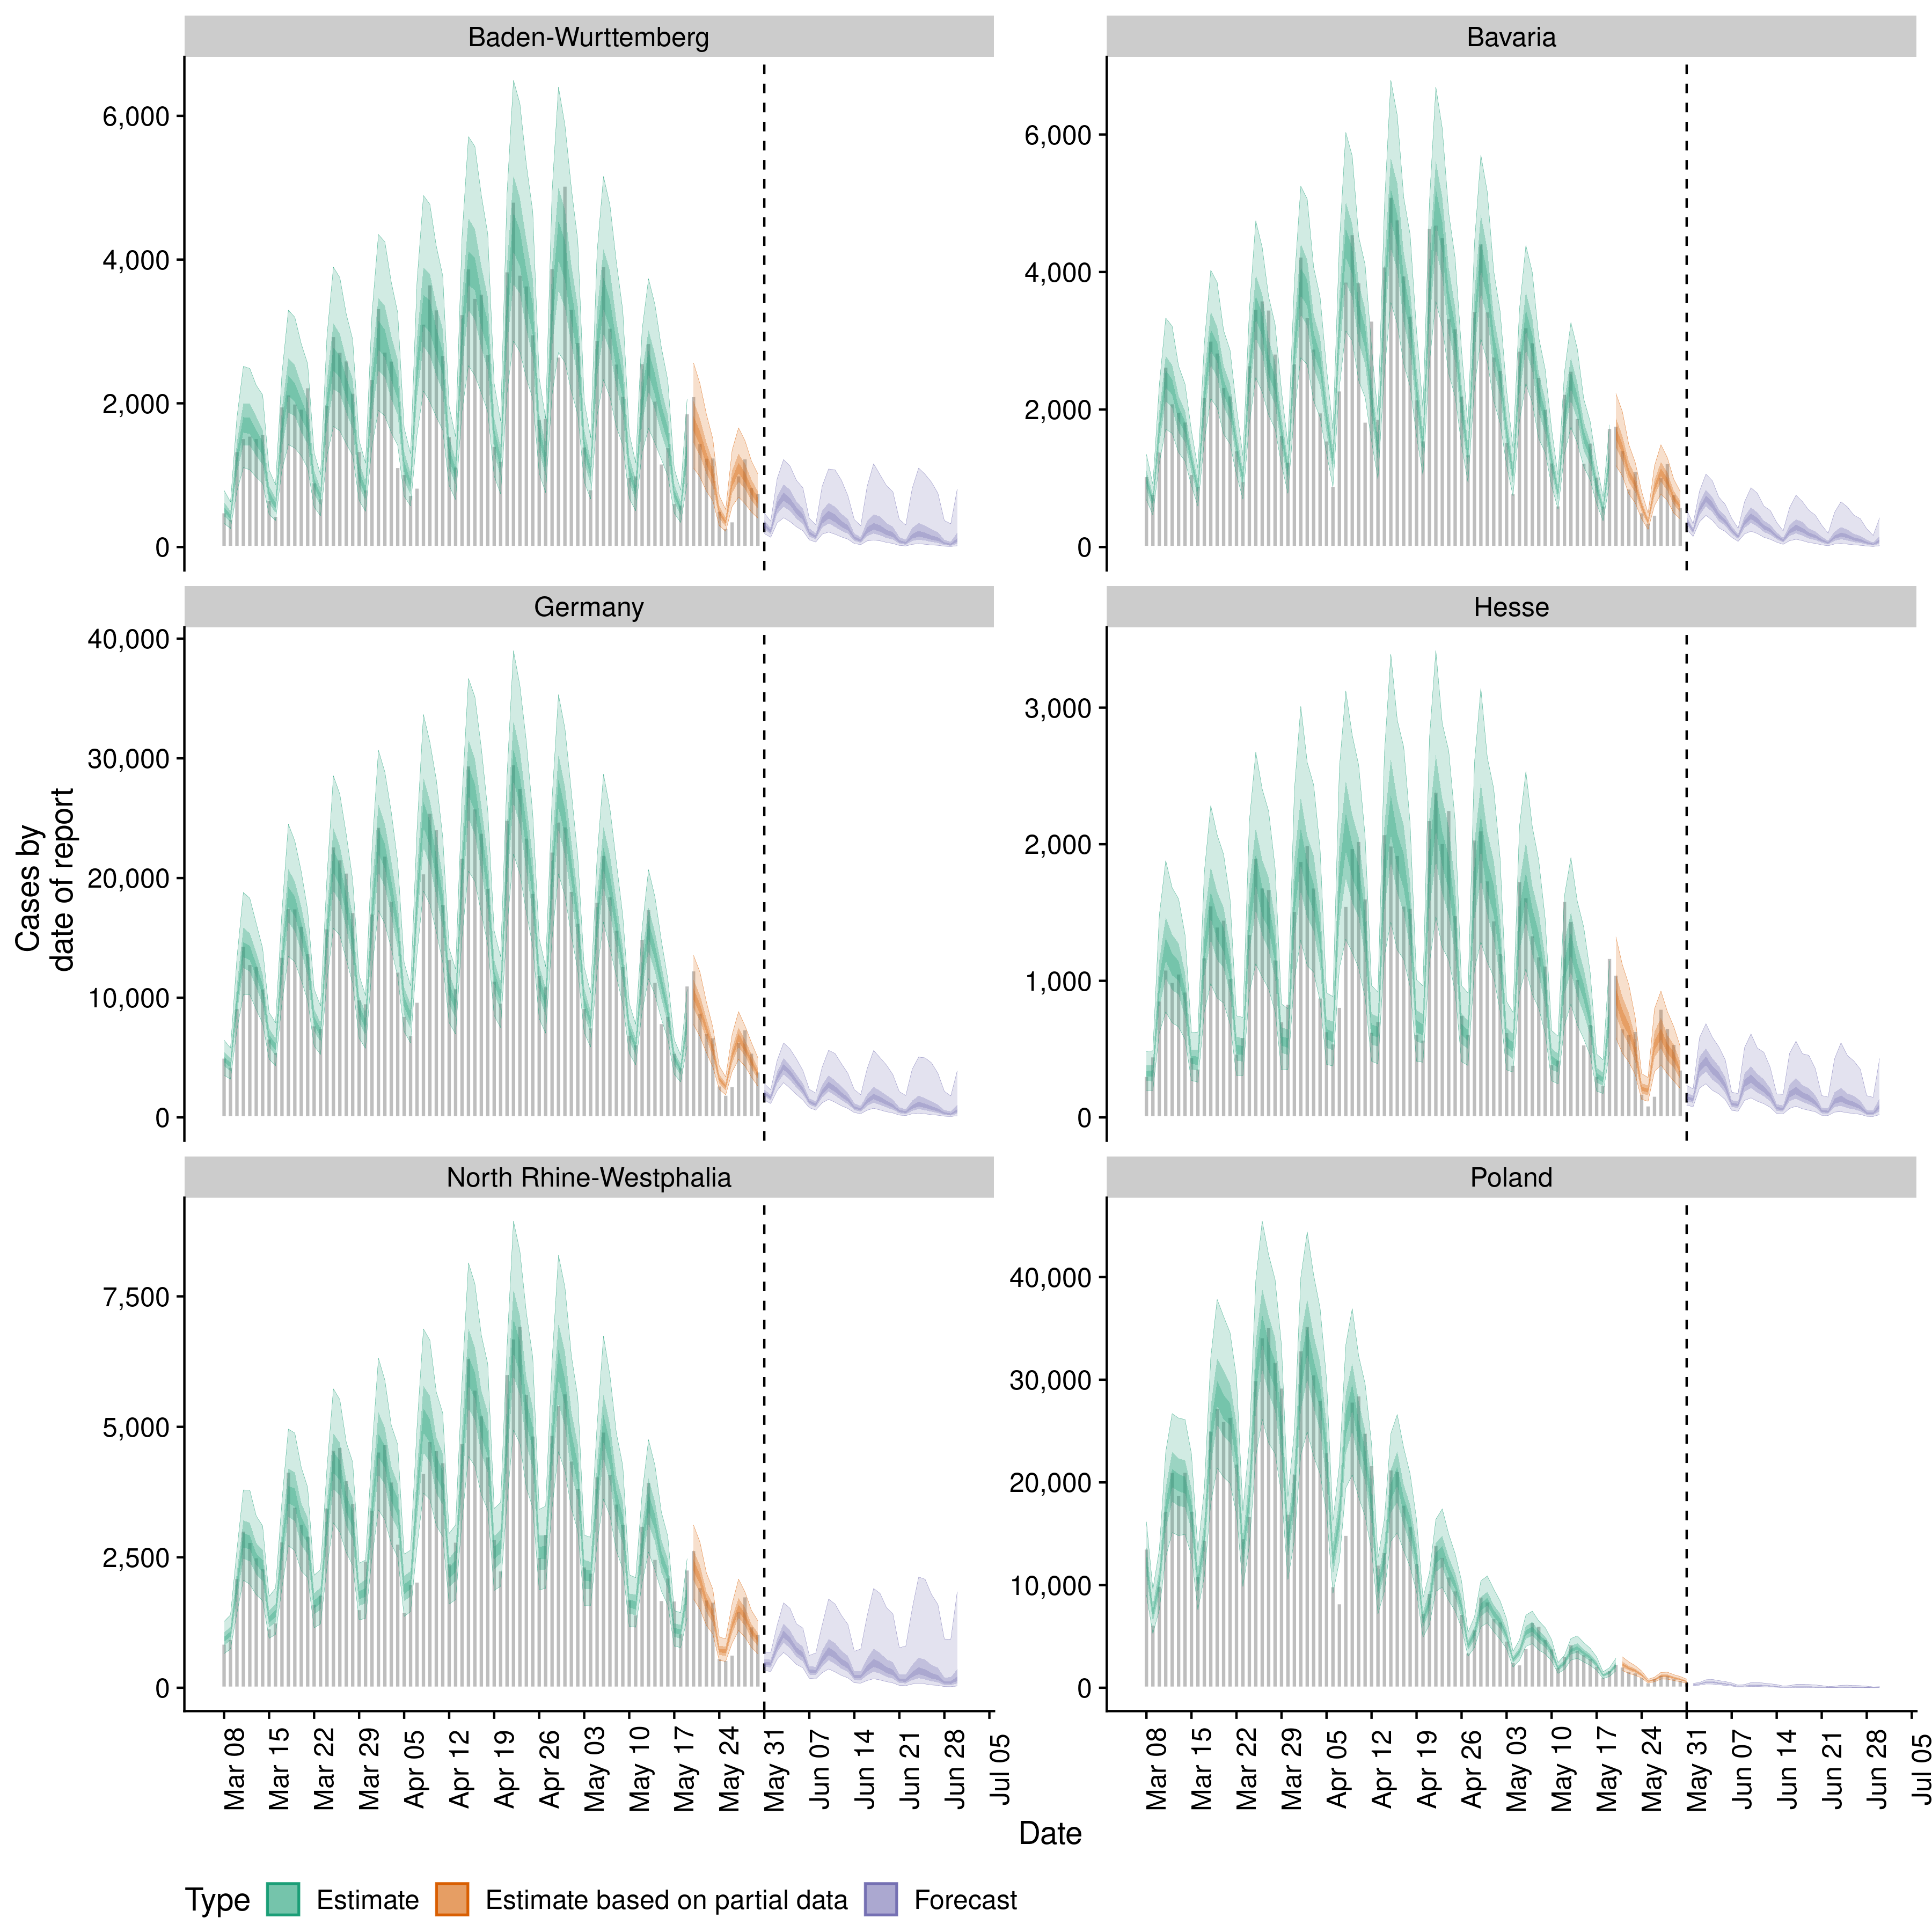 Baden-Wurttemberg
Bavaria
6,000
4,000
2,000
0
6,000
4,000
2,000
0
Germany
Hesse
40,000
30,000
20,000
10,000
0
3,000
2,000
1,000
0
Cases by
date of report
North Rhine-Westphalia
Poland
7,500
5,000
2,500
0
40,000
30,000
20,000
10,000
0
Mar 08
Mar 15
Mar 22
Mar 29
Apr 05
Apr 12
Apr 19
Apr 26
May 03
May 10
May 17
May 24
May 31
Jun 07
Jun 14
Jun 21
Jun 28
Jul 05
Mar 08
Mar 15
Mar 22
Mar 29
Apr 05
Apr 12
Apr 19
Apr 26
May 03
May 10
May 17
May 24
May 31
Jun 07
Jun 14
Jun 21
Jun 28
Jul 05
Date
Type Estimate Estimate based on partial data Forecast